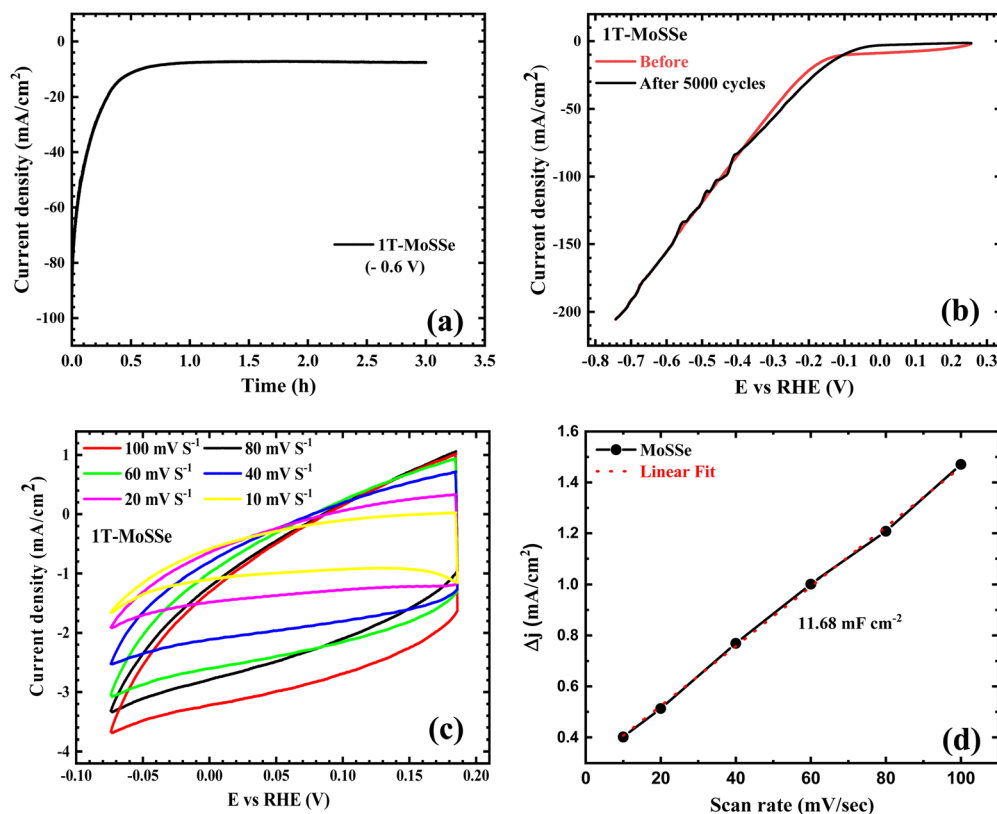 0
-20
-40
-60
-80
-100
Current density (mA/cm²)
1T-MoSSe
(- 0.6 V)
(a)
0.0 0.5 1.0 1.5 2.0 2.5 3.0 3.5
Time (h)
1T-MoSSe
Before
After 5000 cycles
0
-50
-100
-150
-200
Current density (mA/cm²)
(b)
-0.8 -0.7 -0.6 -0.5 -0.4 -0.3 -0.2 -0.1 0.0 0.1 0.2 0.3
E vs RHE (V)
100 mV S⁻¹ 80 mV S⁻¹
60 mV S⁻¹ 40 mV S⁻¹
20 mV S⁻¹ 10 mV S⁻¹
1T-MoSSe
1
0
-1
-2
-3
-4
Current density (mA/cm²)
(c)
-0.10 -0.05 0.00 0.05 0.10 0.15 0.20
E vs RHE (V)
MoSSe
Linear Fit
1.6
1.4
1.2
1.0
0.8
0.6
0.4
Δj (mA/cm²)
11.68 mF cm⁻²
(d)
0 20 40 60 80 100
Scan rate (mV/sec)